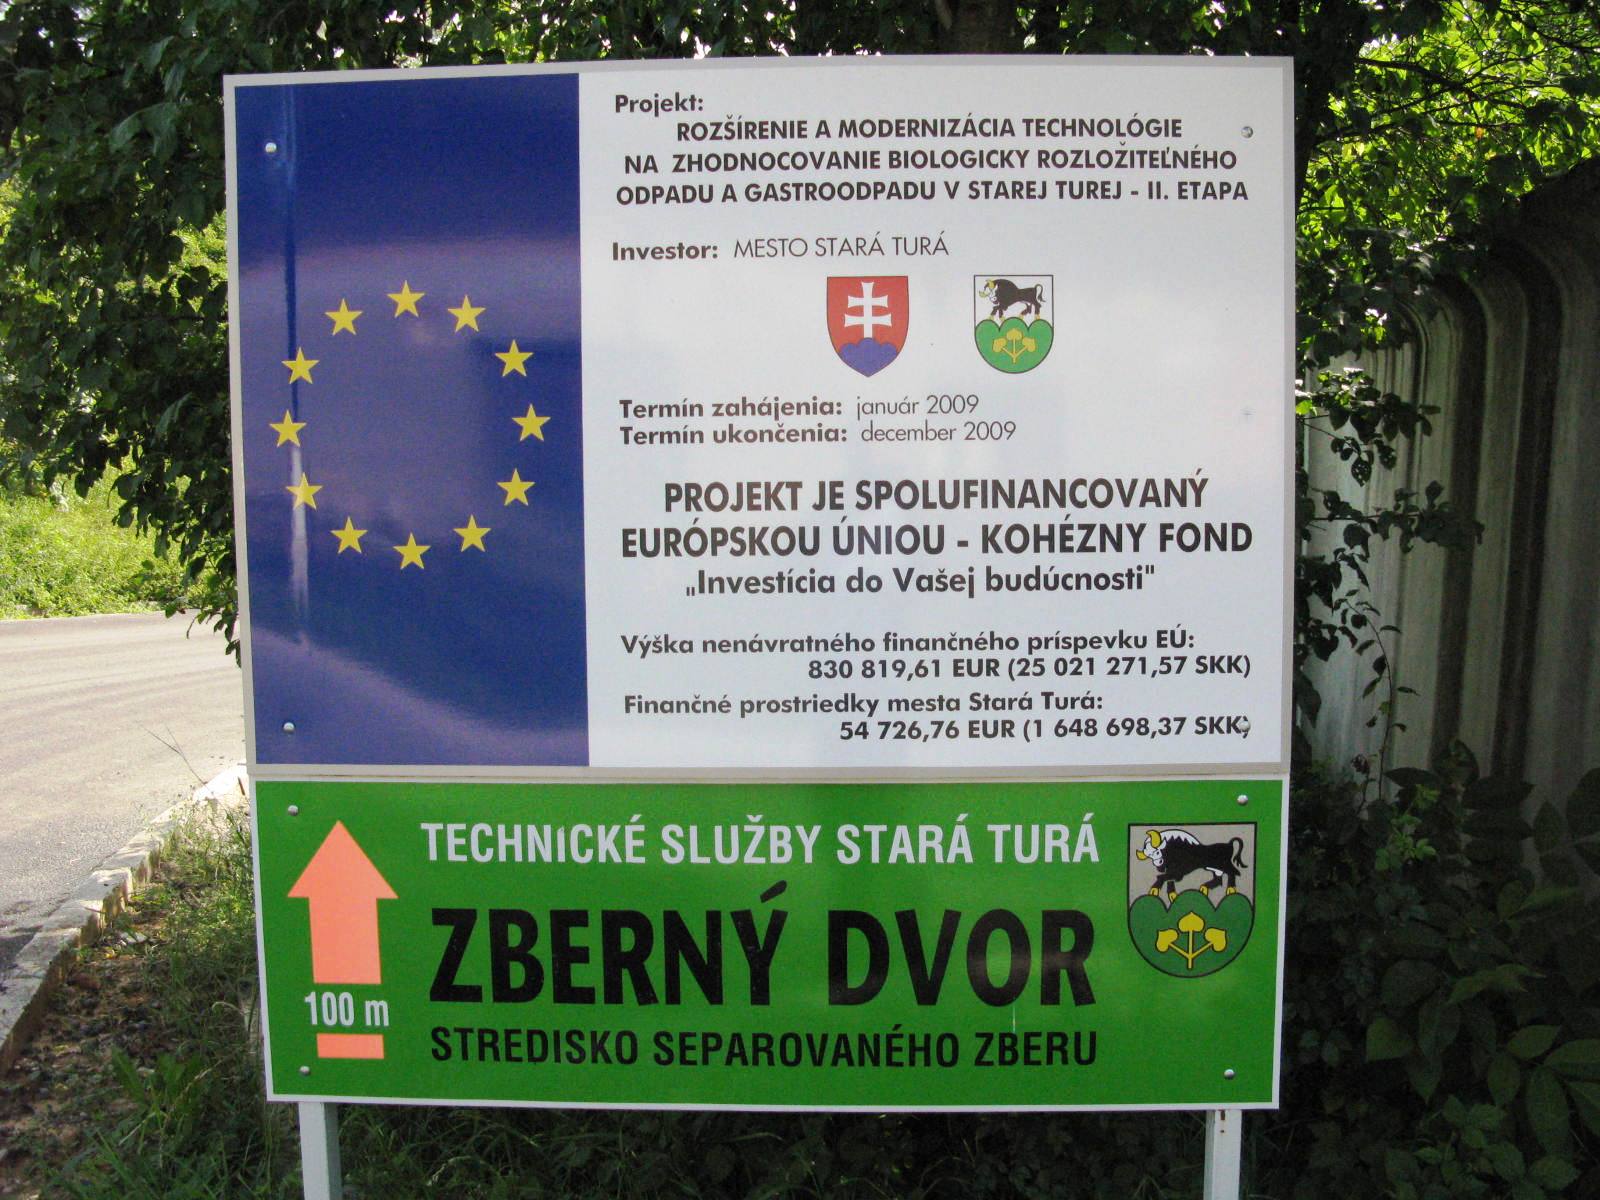 Projekt:
ROZŠÍRENIE A MODERNIZÁCIA TECHNOLÓGIE
NA ZHODNOCOVANIE BIOLOGICKY ROZLOŽITEĽNÉHO
ODPADU A GASTROODPADU V STAREJ TUREJ - II. ETAPA
Investor: MESTO STARÁ TURÁ
Termín zahájenia: január 2009
Termín ukončenia: december 2009
PROJEKT JE SPOLUFINANCOVANÝ
EURÓPSKOU ÚNIOU - KOHÉZNY FOND
„Investícia do Vašej budúcnosti"
Výška nenávratného finančného príspevku EÚ:
830 819,61 EUR (25 021 271,57 SKK)
Finančné prostriedky mesta Stará Turá:
54 726,76 EUR (1 648 698,37 SKK)
TECHNICKÉ SLUŽBY STARÁ TURÁ
ZBERNÝ DVOR
100 m
STREDISKO SEPAROVANÉHO ZBERU